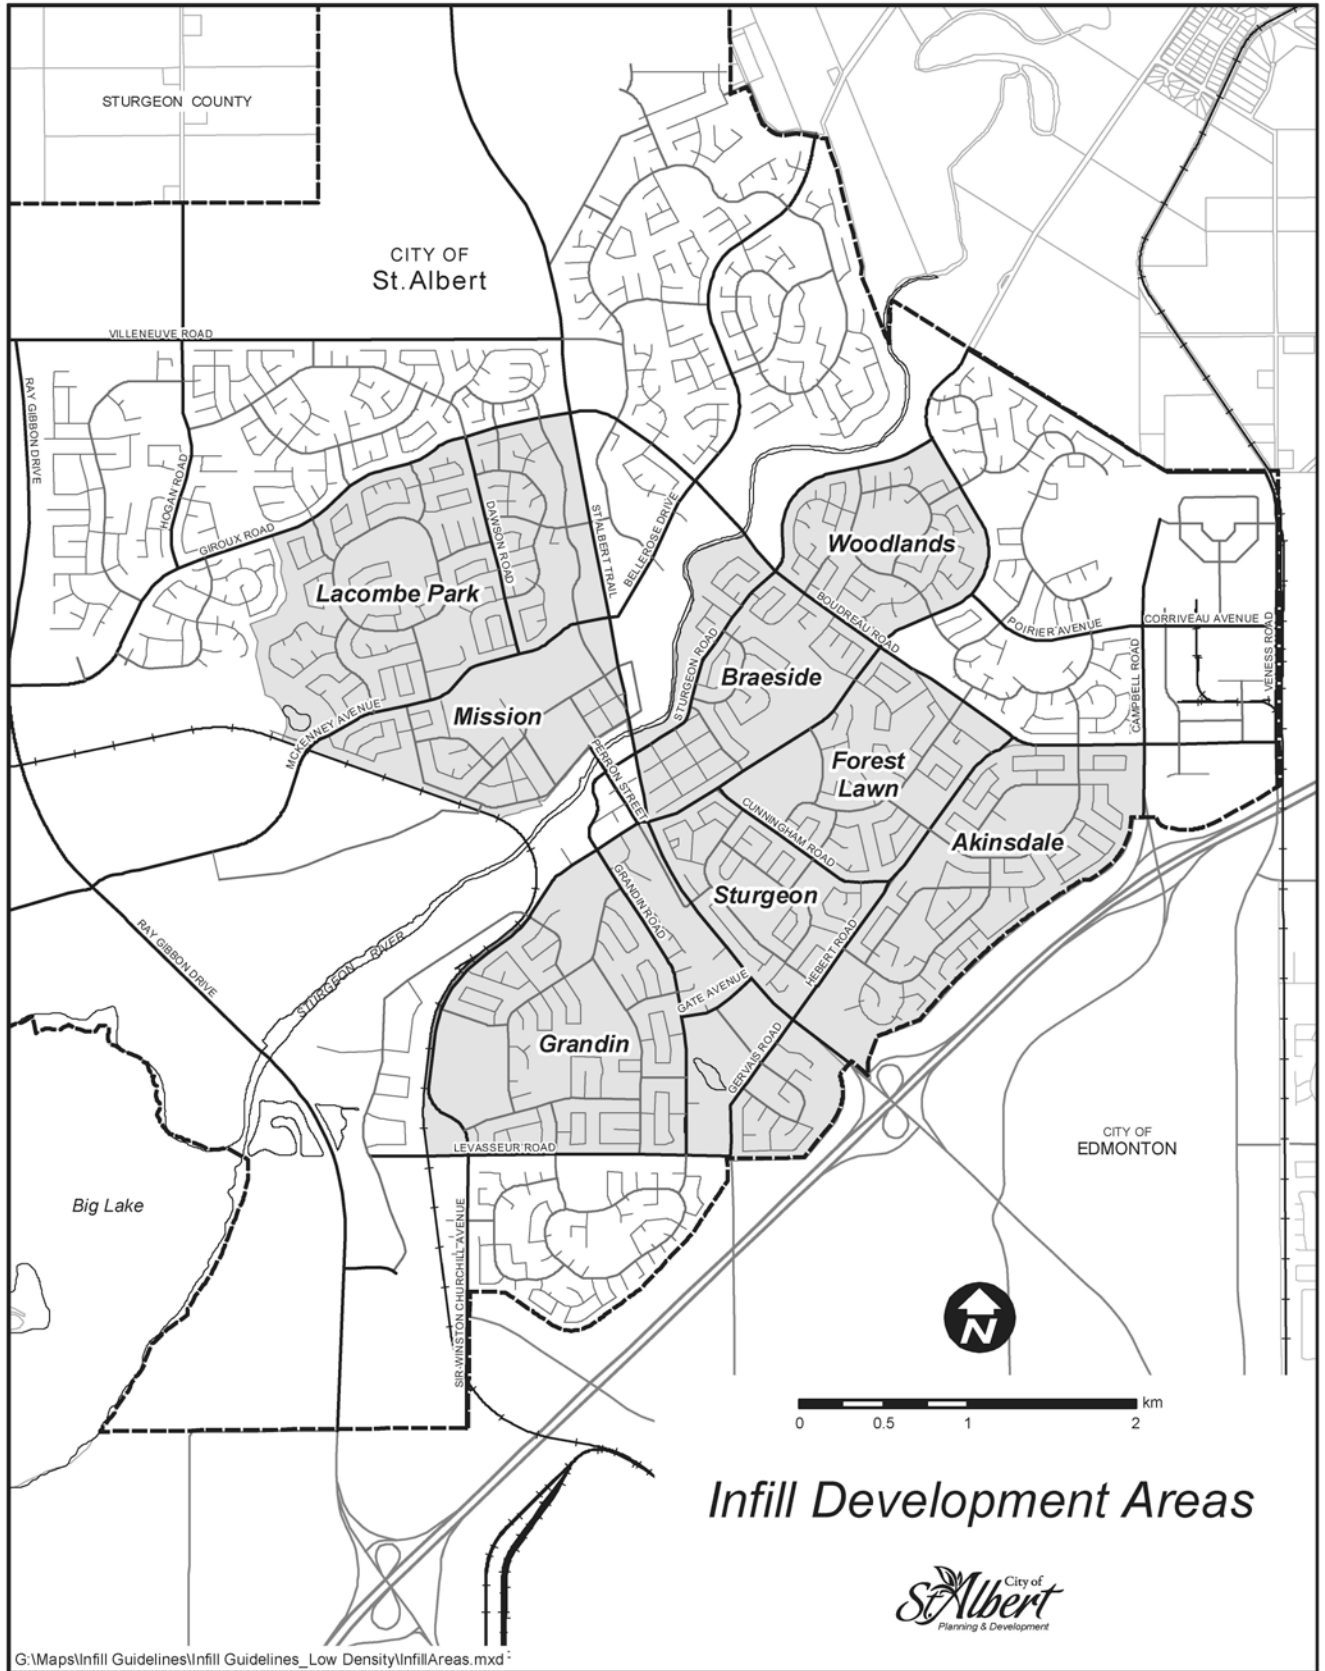 STURGEON COUNTY
CITY OF
St.Albert
VILLENEUVE ROAD
RAY GIBBON DRIVE
HOGAN ROAD
GIROUX ROAD
DAWSON ROAD
ST ALBERT TRAIL
BELLEROSE DRIVE
Woodlands
Lacombe Park
BOUDREAU ROAD
POIRIER AVENUE
CORRIVEAU AVENUE
CAMPBELL ROAD
VENESS ROAD
STURGEON ROAD
Braeside
Mission
MCKENNEY AVENUE
PERRON STREET
Forest
Lawn
CUNNINGHAM ROAD
Akinsdale
Sturgeon
GRANDIN ROAD
HEBERT ROAD
RAY GIBBON DRIVE
STURGEON RIVER
GATE AVENUE
Grandin
GERVAIS ROAD
LEVASSEUR ROAD
CITY OF
EDMONTON
Big Lake
SIR WINSTON CHURCHILL AVENUE
N
km
0 0.5 1 2
Infill Development Areas
City of
St. Albert
Planning & Development
G:\Maps\Infill Guidelines\Infill Guidelines_Low Density\InfillAreas.mxd